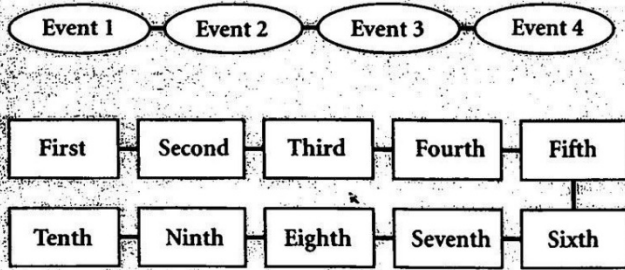 Event 1 Event 2 Event 3 Event 4
First Second Third Fourth Fifth
Tenth Ninth Eighth Seventh Sixth